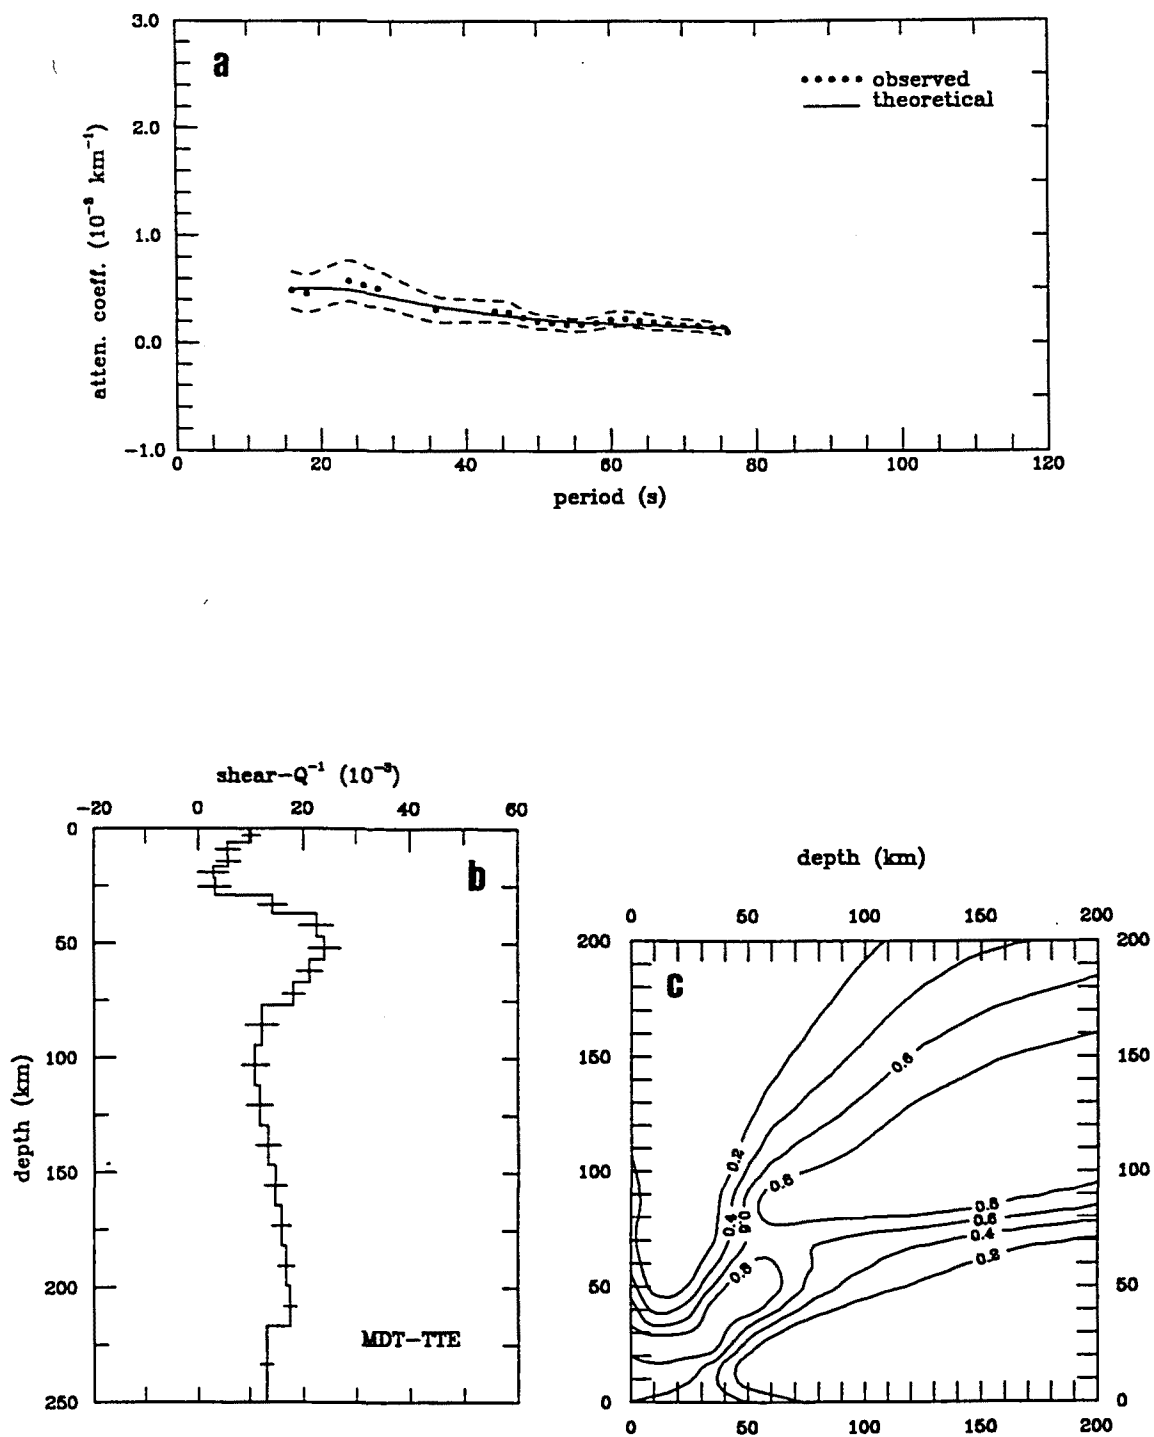 3.0
a
observed
theoretical
2.0
1.0
0.0
-1.0
atten. coeff. (10⁻³ km⁻¹)
0 20 40 60 80 100 120
period (s)
shear-Q⁻¹ (10⁻³)
-20 0 20 40 60
0
50
100
150
200
250
depth (km)
b
MDT-TTE
depth (km)
0 50 100 150 200
200 200
c
150 150
100 100
50 50
0 0
0 50 100 150 200
0.6
0.2
0.8
0.4
0.6
0.8
0.8
0.6
0.4
0.2